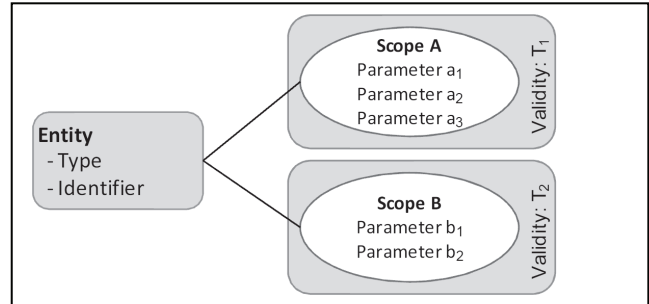 Entity
- Type
- Identifier
Scope A
Parameter a₁
Parameter a₂
Parameter a₃
Validity: T₁
Scope B
Parameter b₁
Parameter b₂
Validity: T₂